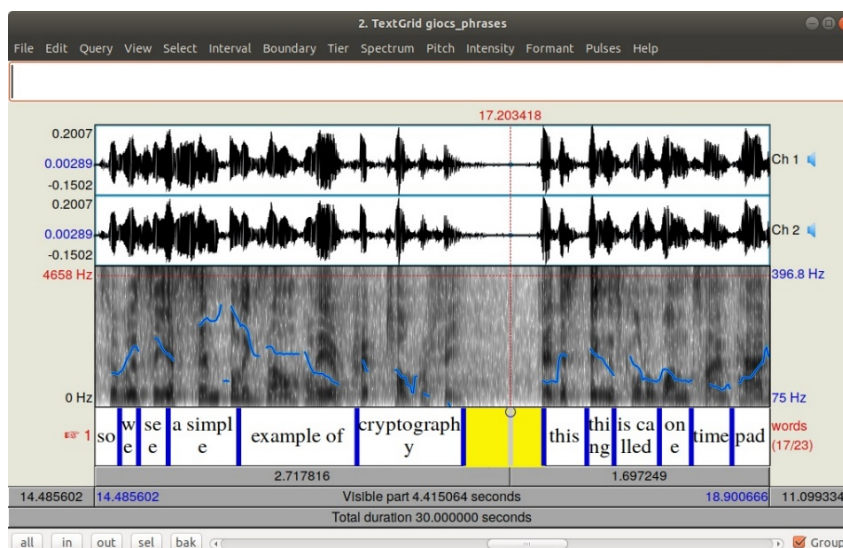 2. TextGrid giocs_phrases
File Edit Query View Select Interval Boundary Tier Spectrum Pitch Intensity Formant Pulses Help
17.203418
0.2007
0.00289
-0.1502
Ch 1
0.2007
0.00289
-0.1502
Ch 2
4658 Hz
396.8 Hz
0 Hz
75 Hz
1
so
w
e
se
e
a simpl
e
example of
cryptograph
y
this
thi
ng
is ca
lled
on
e
time
pad
words
(17/23)
2.717816 1.697249
14.485602 14.485602 Visible part 4.415064 seconds 18.900666 11.099334
Total duration 30.000000 seconds
all in out sel bak Group